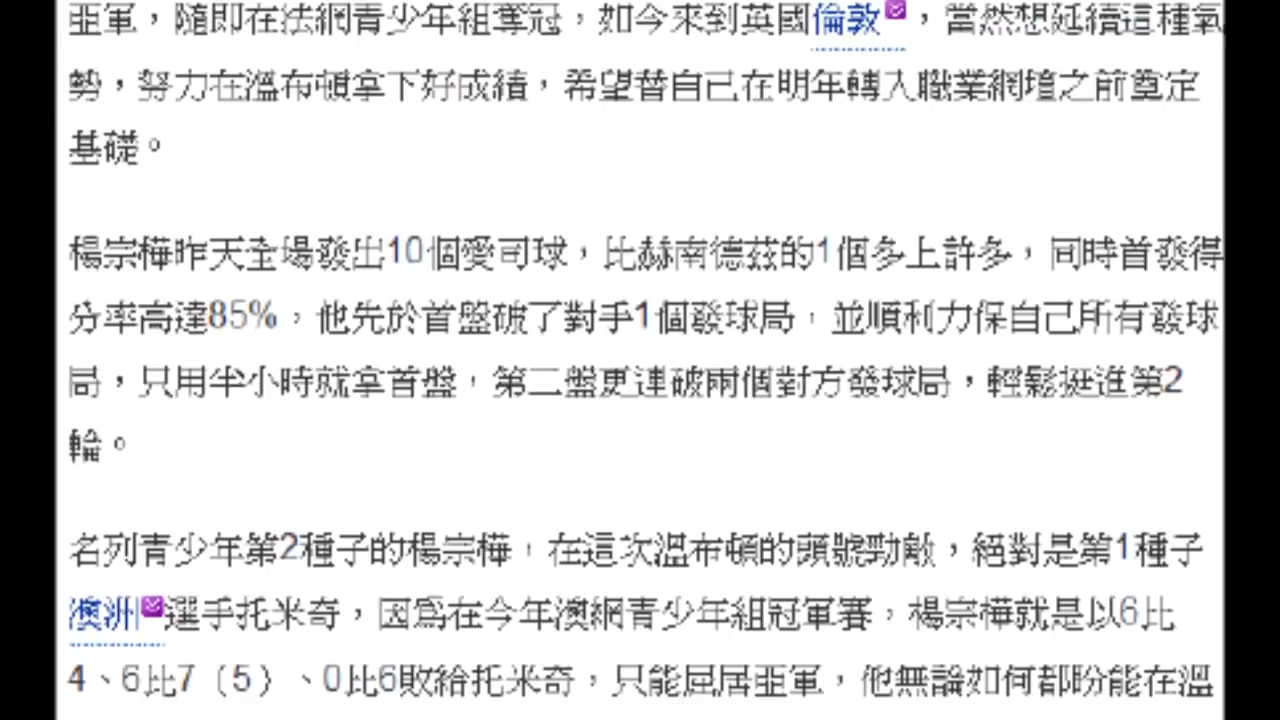 亞軍，隨即在法網青少年組奪冠，如今來到英國倫敦，當然想延續這種氣
勢，努力在溫布頓拿下好成績，希望替自己在明年轉入職業網壇之前奠定
基礎。
楊宗樺昨天全場發出10個愛司球，比赫南德茲的1個多上許多，同時首發得
分率高達85%，他先於首盤破了對手1個發球局，並順利力保自己所有發球
局，只用半小時就拿首盤，第二盤更連破兩個對方發球局，輕鬆挺進第2
輪。
名列青少年第2種子的楊宗樺，在這次溫布頓的頭號勁敵，絕對是第1種子
澳洲選手托米奇，因為在今年澳網青少年組冠軍賽，楊宗樺就是以6比
4、6比7（5）、0比6敗給托米奇，只能屈居亞軍，他無論如何都盼能在溫